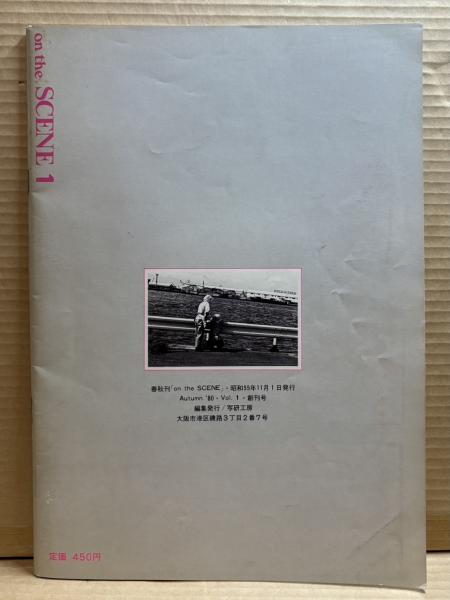 on the SCENE 1
春秋刊「on the SCENE」・昭和55年11月1日発行
Autumn '80・Vol. 1・創刊号
編集発行/写研工房
大阪市港区磯路3丁目2番7号
定価 450円